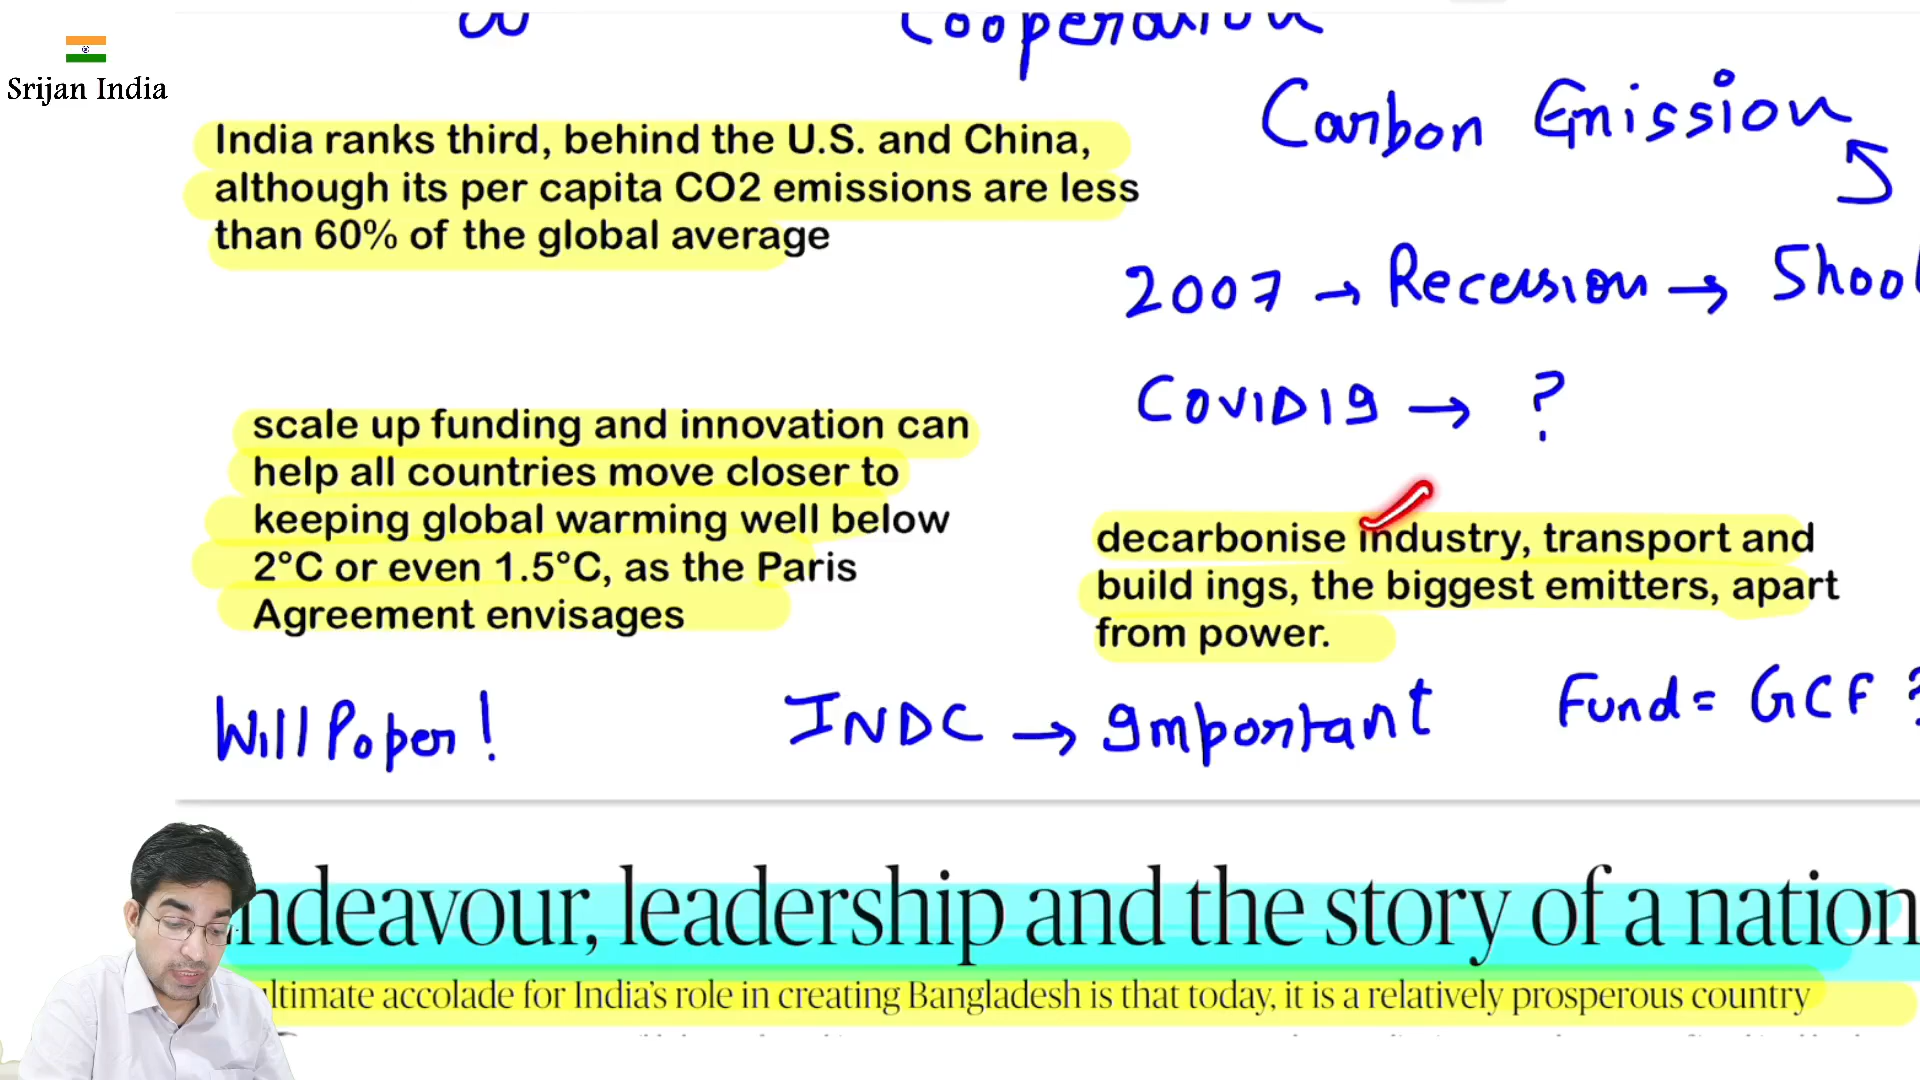 Cooperation
Srijan India
India ranks third, behind the U.S. and China,
although its per capita CO2 emissions are less
than 60% of the global average
Carbon Emission
2007 → Recession →
COVID19 → ?
scale up funding and innovation can
help all countries move closer to
keeping global warming well below
2°C or even 1.5°C, as the Paris
Agreement envisages
decarbonise industry, transport and
build ings, the biggest emitters, apart
from power.
Will Poper!
INDC → Important
Fund = GCF ?
ndeavour, leadership and the story of a nation
ltimate accolade for India's role in creating Bangladesh is that today, it is a relatively prosperous country